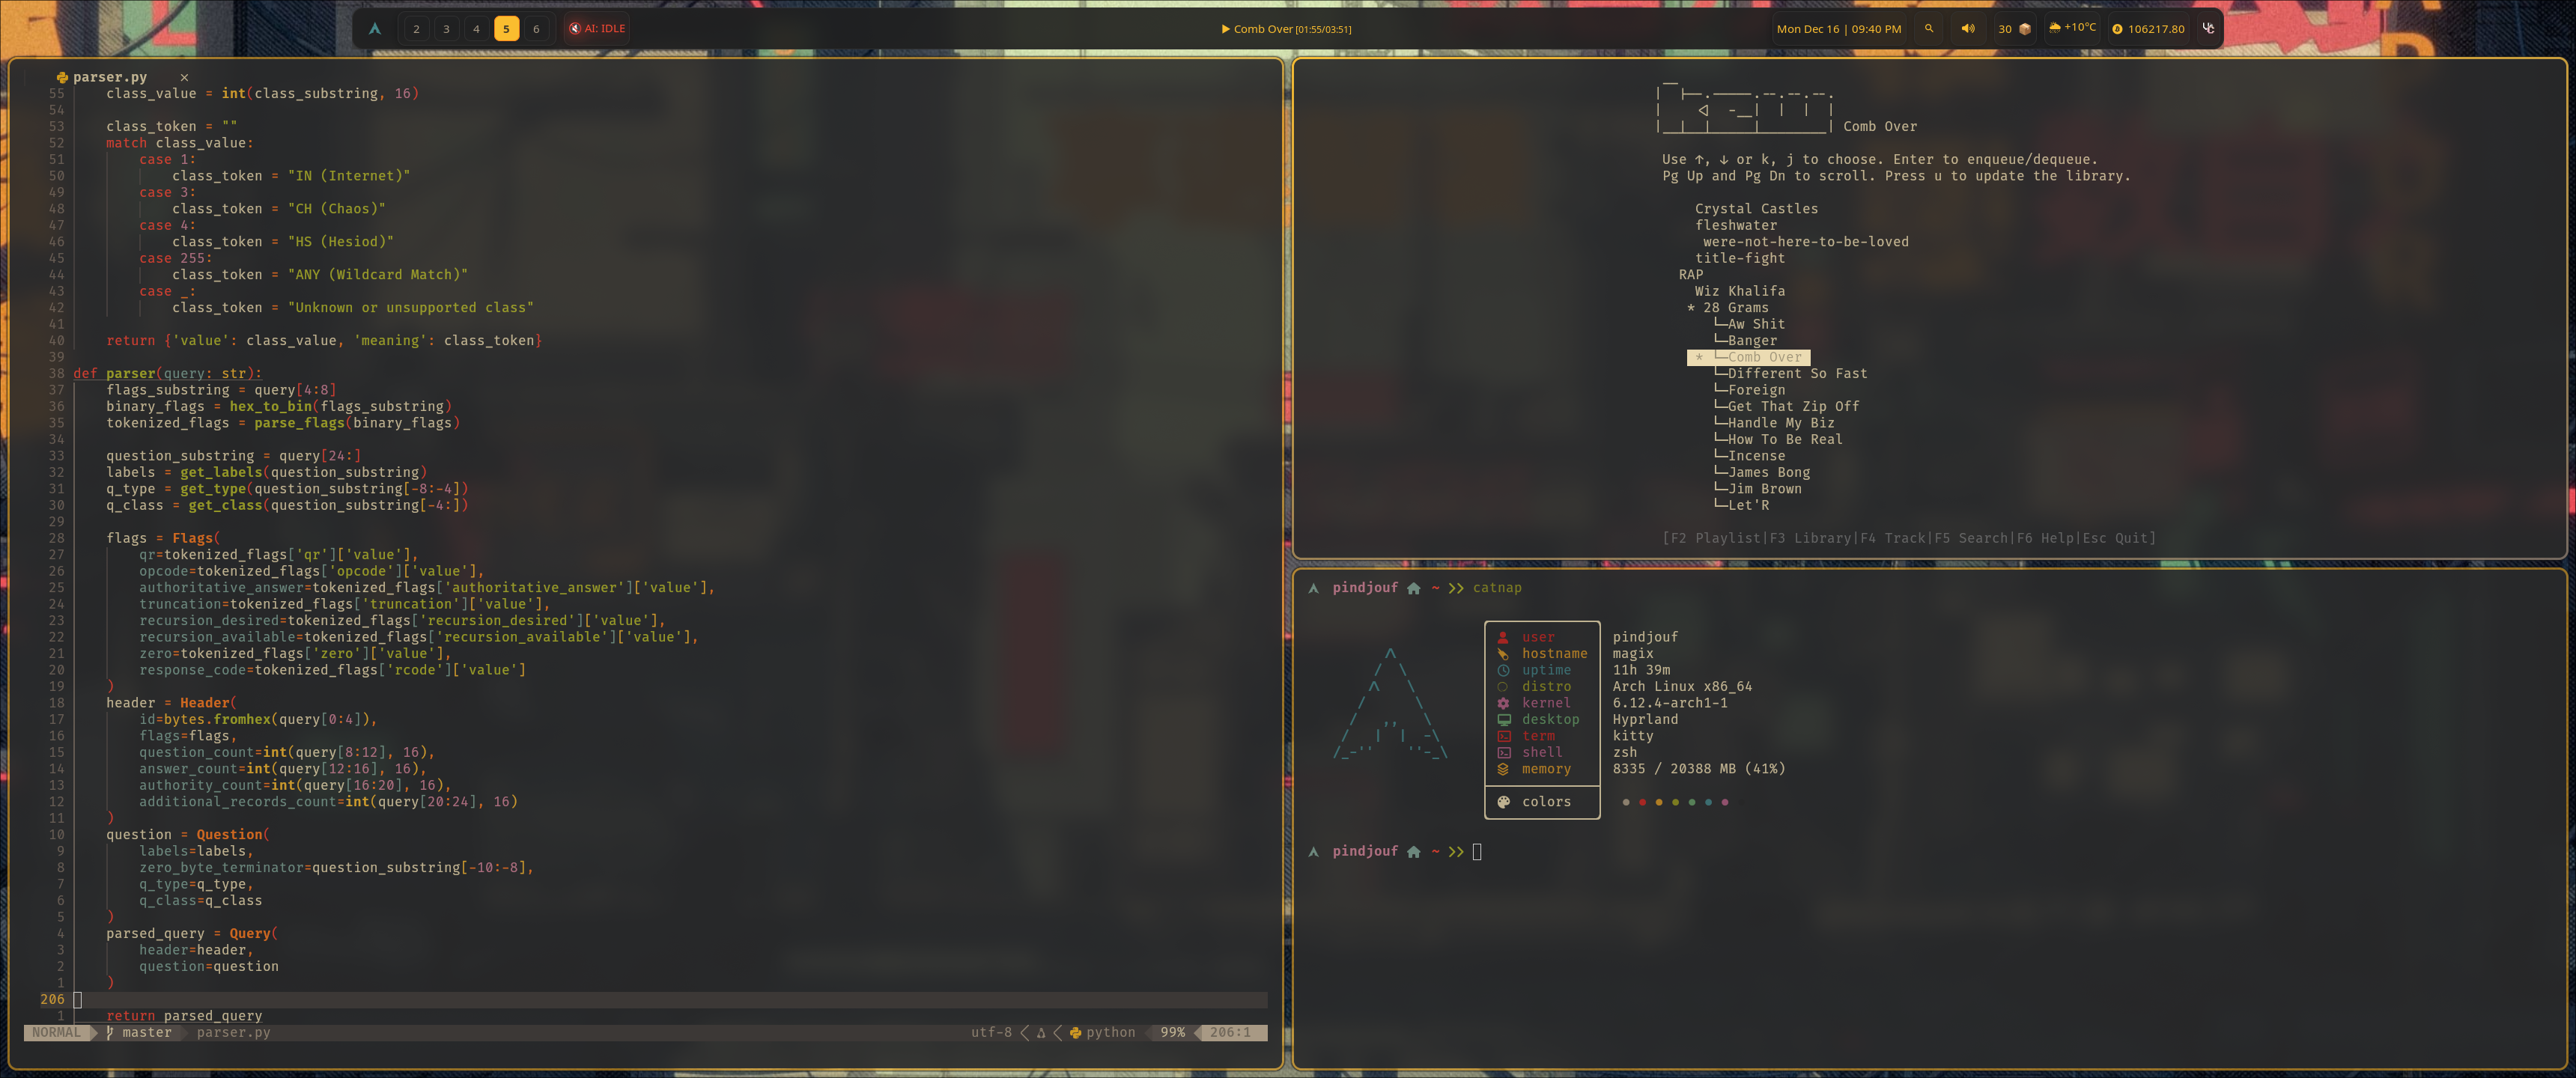 2 3 4 5 6 AI: IDLE
Comb Over [01:55/03:51]
Mon Dec 16 | 09:40 PM 30 +10°C 106217.80
parser.py ×
55 class_value = int(class_substring, 16)
54
53 class_token = ""
52 match class_value:
51 case 1:
50 class_token = "IN (Internet)"
49 case 3:
48 class_token = "CH (Chaos)"
47 case 4:
46 class_token = "HS (Hesiod)"
45 case 255:
44 class_token = "ANY (Wildcard Match)"
43 case _:
42 class_token = "Unknown or unsupported class"
41
40 return {'value': class_value, 'meaning': class_token}
39
38 def parser(query: str):
37 flags_substring = query[4:8]
36 binary_flags = hex_to_bin(flags_substring)
35 tokenized_flags = parse_flags(binary_flags)
34
33 question_substring = query[24:]
32 labels = get_labels(question_substring)
31 q_type = get_type(question_substring[-8:-4])
30 q_class = get_class(question_substring[-4:])
29
28 flags = Flags(
27 qr=tokenized_flags['qr']['value'],
26 opcode=tokenized_flags['opcode']['value'],
25 authoritative_answer=tokenized_flags['authoritative_answer']['value'],
24 truncation=tokenized_flags['truncation']['value'],
23 recursion_desired=tokenized_flags['recursion_desired']['value'],
22 recursion_available=tokenized_flags['recursion_available']['value'],
21 zero=tokenized_flags['zero']['value'],
20 response_code=tokenized_flags['rcode']['value']
19 )
18 header = Header(
17 id=bytes.fromhex(query[0:4]),
16 flags=flags,
15 question_count=int(query[8:12], 16),
14 answer_count=int(query[12:16], 16),
13 authority_count=int(query[16:20], 16),
12 additional_records_count=int(query[20:24], 16)
11 )
10 question = Question(
9 labels=labels,
8 zero_byte_terminator=question_substring[-10:-8],
7 q_type=q_type,
6 q_class=q_class
5 )
4 parsed_query = Query(
3 header=header,
2 question=question
1 )
206
1 return parsed_query
NORMAL master parser.py utf-8 python 99% 206:1
Comb Over
Use ↑, ↓ or k, j to choose. Enter to enqueue/dequeue.
Pg Up and Pg Dn to scroll. Press u to update the library.
Crystal Castles
fleshwater
were-not-here-to-be-loved
title-fight
RAP
Wiz Khalifa
* 28 Grams
└─Aw Shit
└─Banger
* └─Comb Over
└─Different So Fast
└─Foreign
└─Get That Zip Off
└─Handle My Biz
└─How To Be Real
└─Incense
└─James Bong
└─Jim Brown
└─Let'R
[F2 Playlist|F3 Library|F4 Track|F5 Search|F6 Help|Esc Quit]
pindjouf ~ >> catnap
user pindjouf
hostname magix
uptime 11h 39m
distro Arch Linux x86_64
kernel 6.12.4-arch1-1
desktop Hyprland
term kitty
shell zsh
memory 8335 / 20388 MB (41%)
colors
pindjouf ~ >>